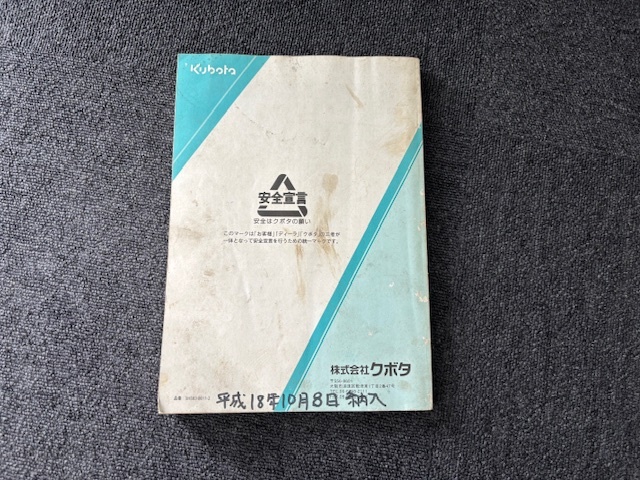 Kubota
安全宣言
安全はクボタの願い
このマークは「お客様」「ディーラ」「クボタ」の三者が
一体となって安全宣言を行うための統一マークです。
株式会社クボタ
品番
平成18年10月8日納入